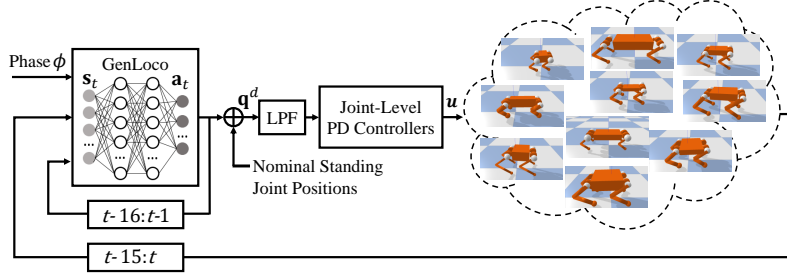 GenLoco
Phase ϕ
s_t
a_t
...
...
...
...
q^d
LPF
Joint-Level
PD Controllers
u
Nominal Standing
Joint Positions
t- 16:t-1
t- 15:t